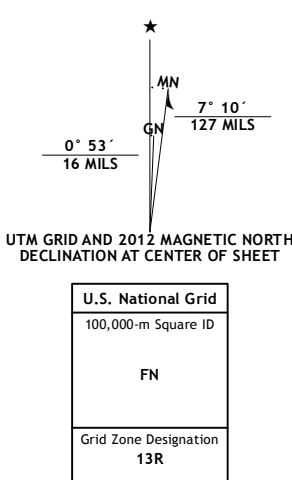 ★
MN
GN
7° 10´
127 MILS
0° 53´
16 MILS
UTM GRID AND 2012 MAGNETIC NORTH
DECLINATION AT CENTER OF SHEET
U.S. National Grid
100,000-m Square ID
FN
Grid Zone Designation
13R